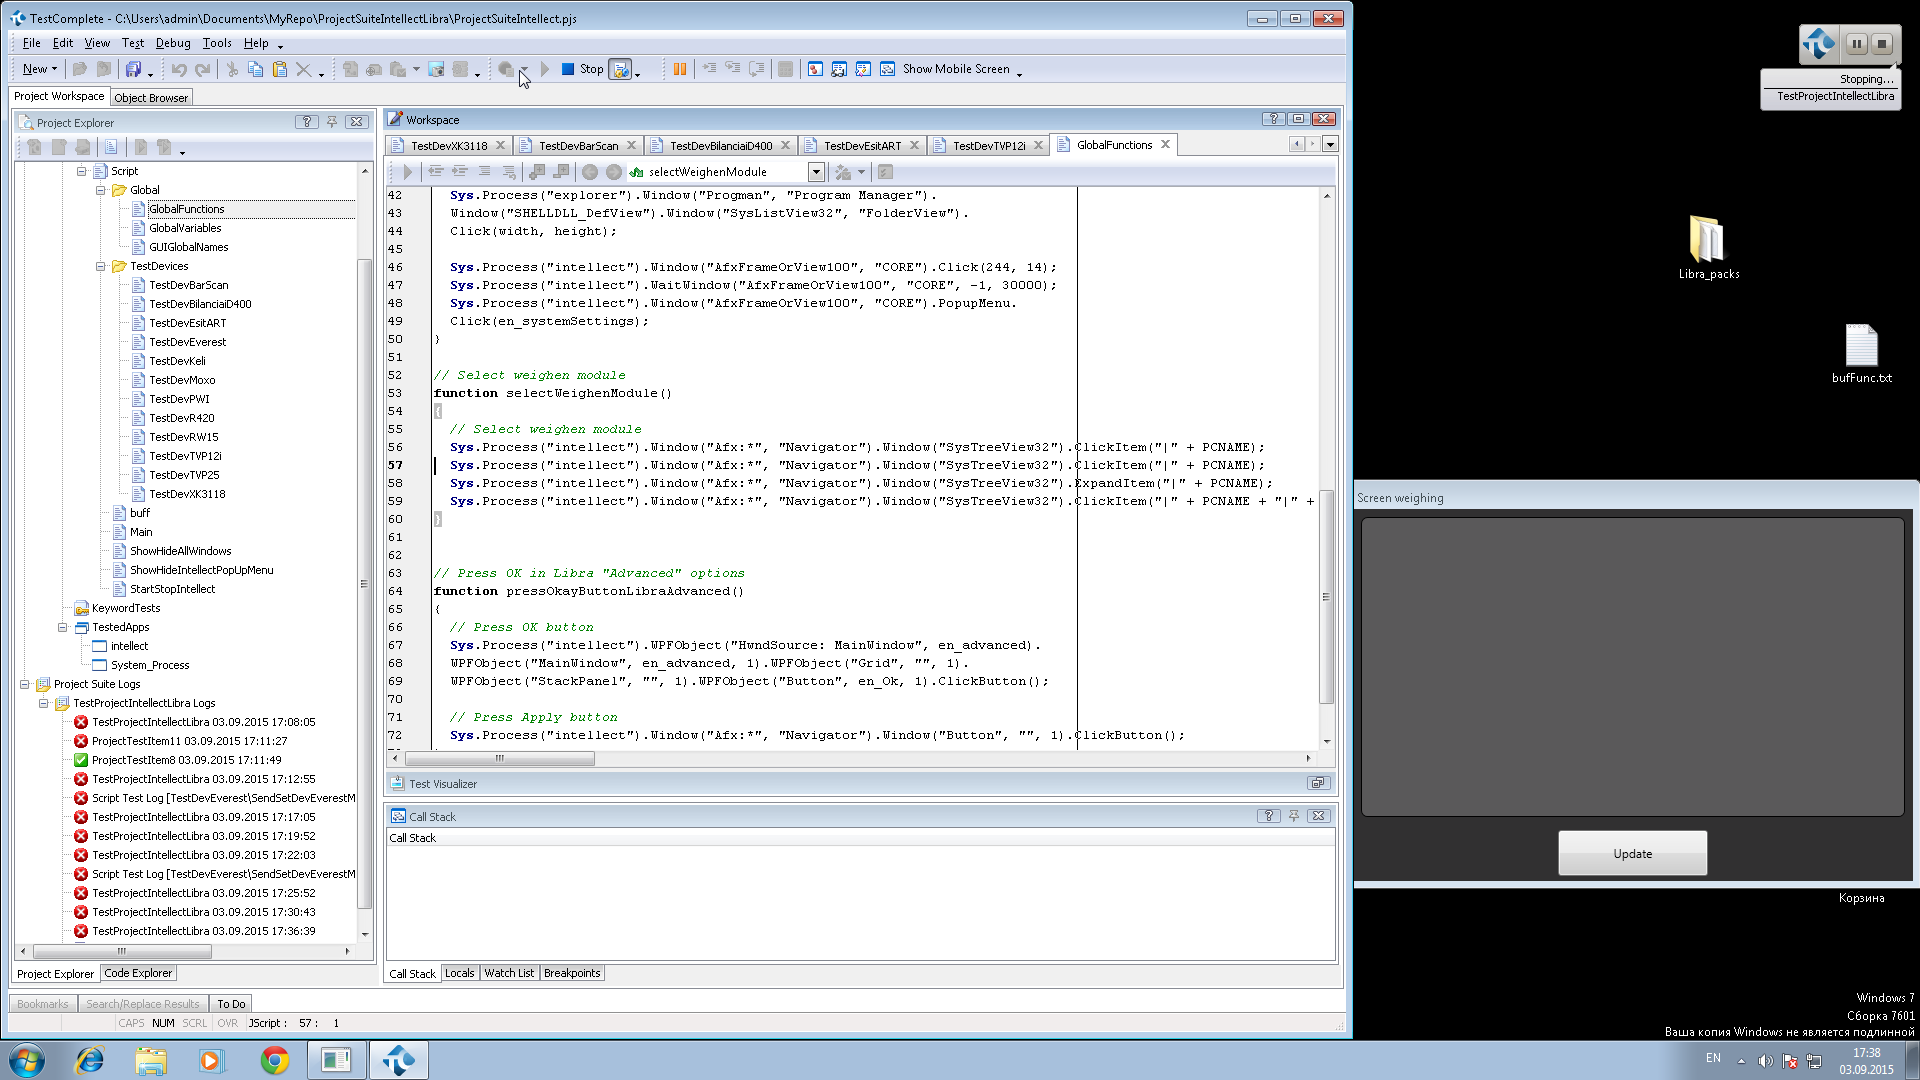 TestComplete - C:\Users\admin\Documents\MyRepo\ProjectSuiteIntellectLibra\ProjectSuiteIntellect.pjs
File Edit View Test Debug Tools Help
New Stop Show Mobile Screen
Project Workspace Object Browser
Project Explorer
Script
Global
GlobalFunctions
GlobalVariables
GUIGlobalNames
TestDevices
TestDevBarScan
TestDevBilanciaiD400
TestDevEsitART
TestDevEverest
TestDevKeli
TestDevMoxo
TestDevPWI
TestDevR420
TestDevRW15
TestDevTVP12i
TestDevTVP25
TestDevXK3118
buff
Main
ShowHideAllWindows
ShowHideIntellectPopUpMenu
StartStopIntellect
KeywordTests
TestedApps
intellect
System_Process
Project Suite Logs
TestProjectIntellectLibra Logs
TestProjectIntellectLibra 03.09.2015 17:08:05
ProjectTestItem11 03.09.2015 17:11:27
ProjectTestItem8 03.09.2015 17:11:49
TestProjectIntellectLibra 03.09.2015 17:12:55
Script Test Log [TestDevEverest\SendSetDevEverestM
TestProjectIntellectLibra 03.09.2015 17:17:05
TestProjectIntellectLibra 03.09.2015 17:19:52
TestProjectIntellectLibra 03.09.2015 17:22:03
Script Test Log [TestDevEverest\SendSetDevEverestM
TestProjectIntellectLibra 03.09.2015 17:25:52
TestProjectIntellectLibra 03.09.2015 17:30:43
TestProjectIntellectLibra 03.09.2015 17:36:39
Project Explorer Code Explorer
Workspace
TestDevXK3118 TestDevBarScan TestDevBilanciaiD400 TestDevEsitART TestDevTVP12i GlobalFunctions
selectWeighenModule
42 Sys.Process("explorer").Window("Progman", "Program Manager").
43 Window("SHELLDLL_DefView").Window("SysListView32", "FolderView").
44 Click(width, height);
45
46 Sys.Process("intellect").Window("AfxFrameOrView100", "CORE").Click(244, 14);
47 Sys.Process("intellect").WaitWindow("AfxFrameOrView100", "CORE", -1, 30000);
48 Sys.Process("intellect").Window("AfxFrameOrView100", "CORE").PopupMenu.
49 Click(en_systemSettings);
50 }
51
52 // Select weighen module
53 function selectWeighenModule()
54 {
55 // Select weighen module
56 Sys.Process("intellect").Window("Afx:*", "Navigator").Window("SysTreeView32").ClickItem("|" + PCNAME);
57 Sys.Process("intellect").Window("Afx:*", "Navigator").Window("SysTreeView32").ClickItem("|" + PCNAME);
58 Sys.Process("intellect").Window("Afx:*", "Navigator").Window("SysTreeView32").ExpandItem("|" + PCNAME);
59 Sys.Process("intellect").Window("Afx:*", "Navigator").Window("SysTreeView32").ClickItem("|" + PCNAME + "|" +
60 }
61
62
63 // Press OK in Libra "Advanced" options
64 function pressOkayButtonLibraAdvanced()
65 {
66 // Press OK button
67 Sys.Process("intellect").WPFObject("HwndSource: MainWindow", en_advanced).
68 WPFObject("MainWindow", en_advanced, 1).WPFObject("Grid", "", 1).
69 WPFObject("StackPanel", "", 1).WPFObject("Button", en_Ok, 1).ClickButton();
70
71 // Press Apply button
72 Sys.Process("intellect").Window("Afx:*", "Navigator").Window("Button", "", 1).ClickButton();
Test Visualizer
Call Stack
Call Stack
Call Stack Locals Watch List Breakpoints
Bookmarks Search/Replace Results To Do
CAPS NUM SCRL OVR JScript : 57 : 1
Stopping...
TestProjectIntellectLibra
Libra_packs
bufFunc.txt
Screen weighing
Update
Корзина
Windows 7
Сборка 7601
Ваша копия Windows не является подлинной
EN
17:38
03.09.2015